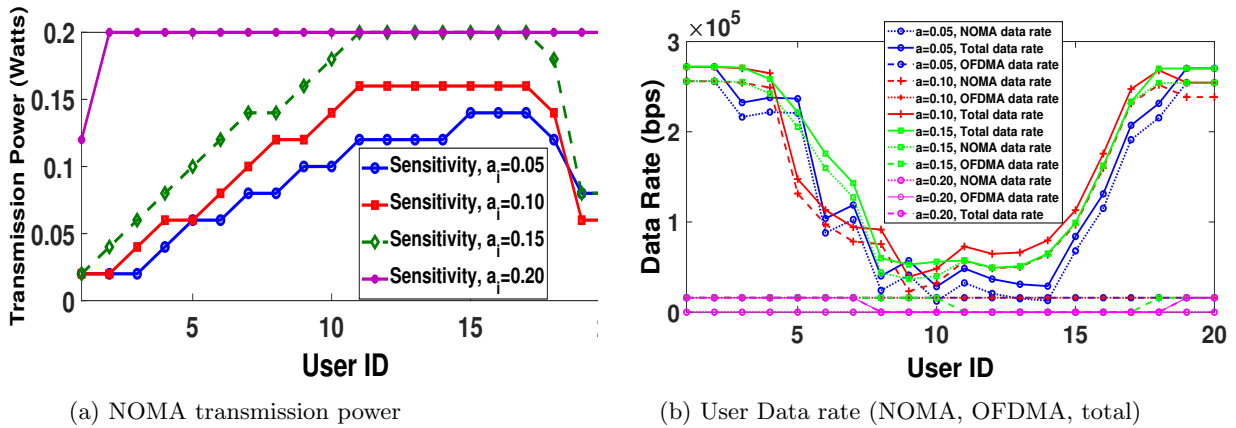 Transmission Power (Watts)
0.2
0.15
0.1
0.05
0
5
10
15
User ID
Sensitivity, ai=0.05
Sensitivity, ai=0.10
Sensitivity, ai=0.15
Sensitivity, ai=0.20
(a) NOMA transmission power
Data Rate (bps)
× 10^5
3
2
1
0
5
10
15
20
User ID
a=0.05, NOMA data rate
a=0.05, Total data rate
a=0.05, OFDMA data rate
a=0.10, NOMA data rate
a=0.10, OFDMA data rate
a=0.10, Total data rate
a=0.15, Total data rate
a=0.15, NOMA data rate
a=0.15, OFDMA data rate
a=0.20, NOMA data rate
a=0.20, OFDMA data rate
a=0.20, Total data rate
(b) User Data rate (NOMA, OFDMA, total)